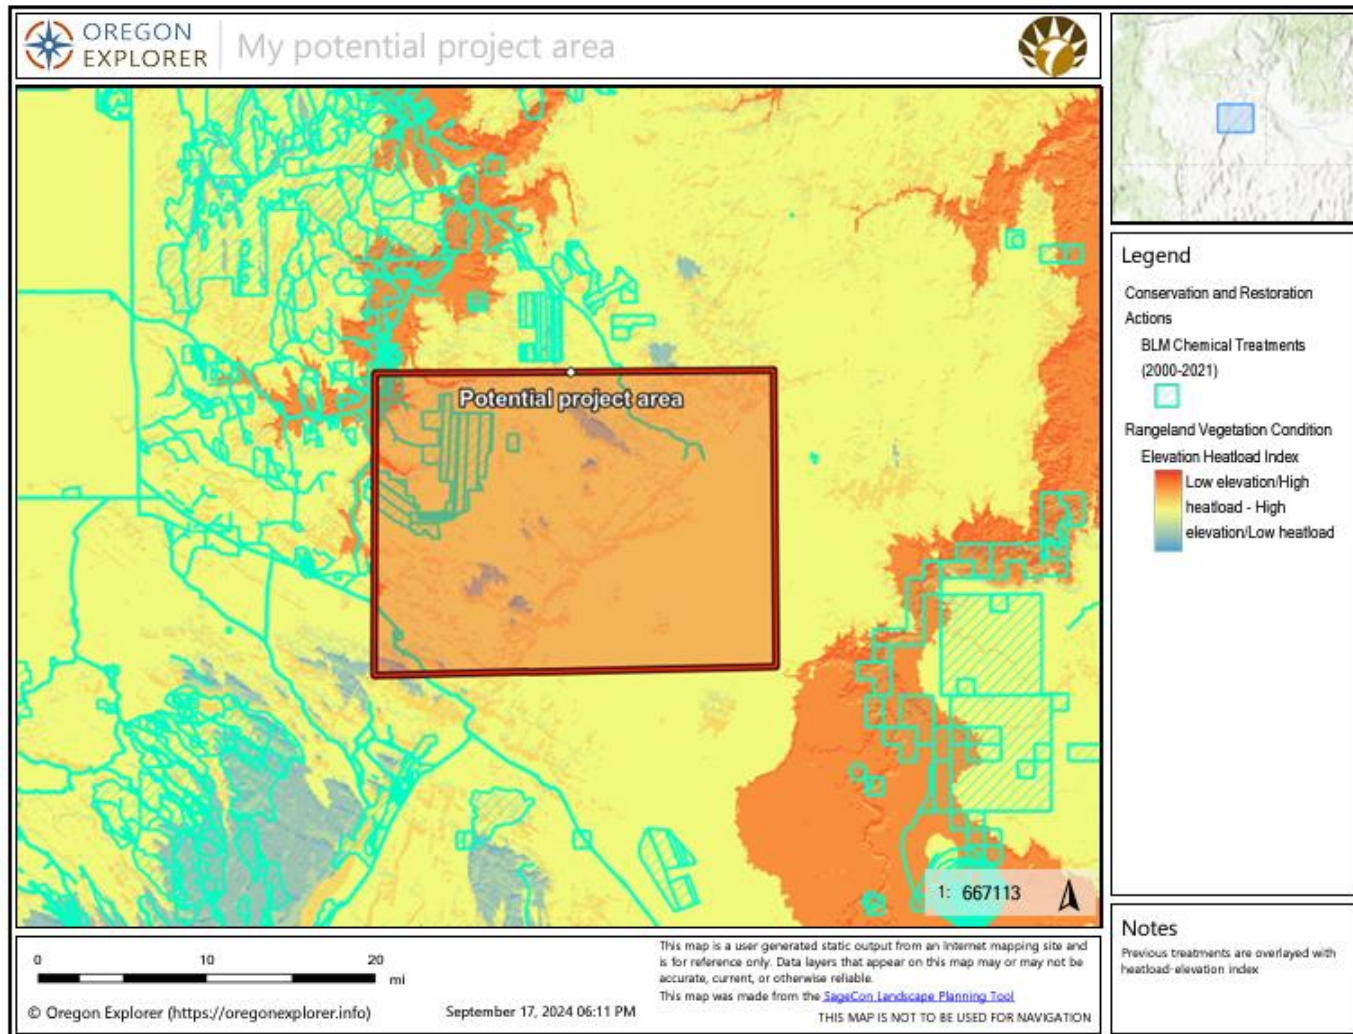 OREGON
EXPLORER
My potential project area
Potential project area
1: 667113
Legend
Conservation and Restoration
Actions
BLM Chemical Treatments
(2000-2021)
Rangeland Vegetation Condition
Elevation Heatload Index
Low elevation/High
heatload - High
elevation/Low heatload
Notes
Previous treatments are overlayed with
heatload-elevation index
0 10 20
mi
© Oregon Explorer (https://oregonexplorer.info)
September 17, 2024 06:11 PM
This map is a user generated static output from an Internet mapping site and
is for reference only. Data layers that appear on this map may or may not be
accurate, current, or otherwise reliable.
This map was made from the SageCon Landscape Planning Tool
THIS MAP IS NOT TO BE USED FOR NAVIGATION